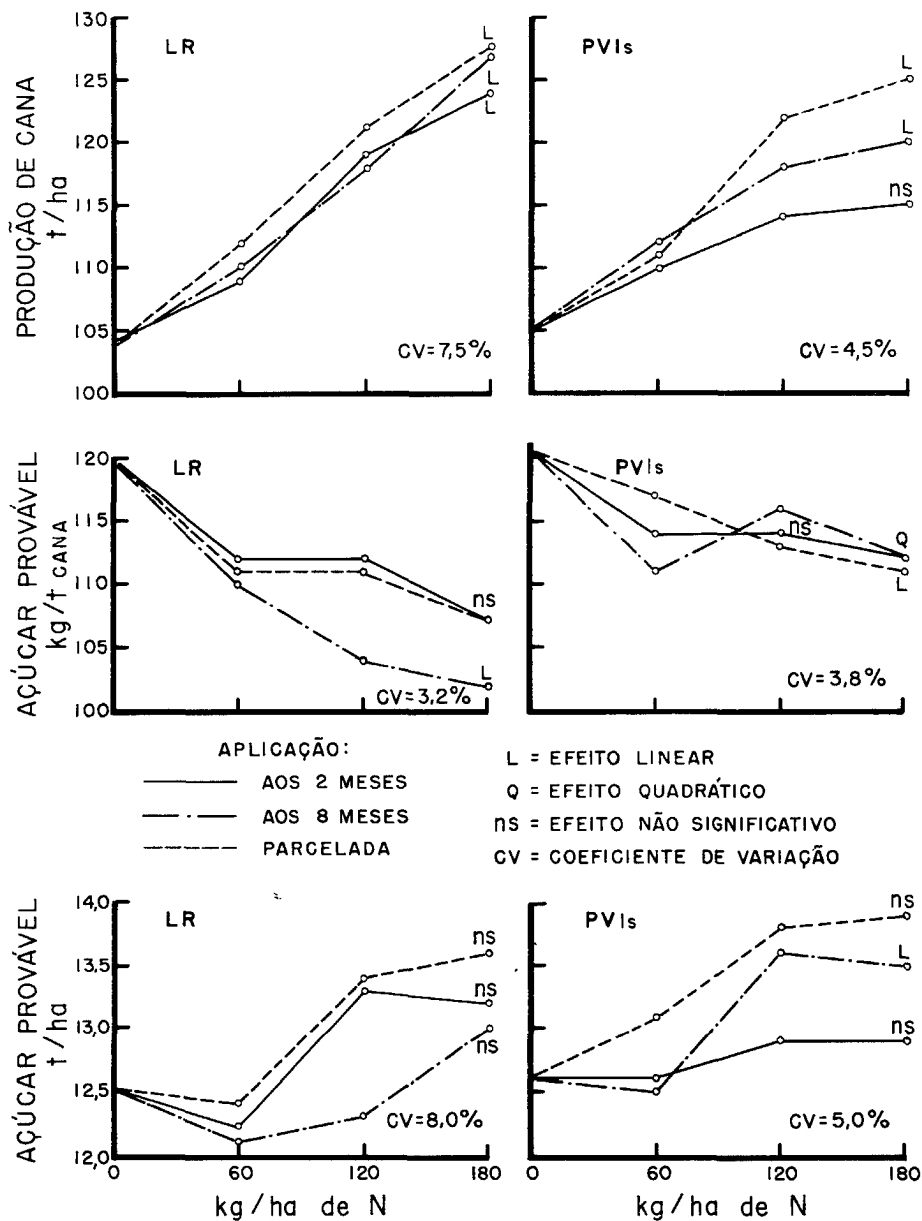 PRODUÇÃO DE CANA
t/ha
130
125
120
115
110
105
100
LR
L
L
L
CV=7,5%
PVls
L
L
ns
CV=4,5%
AÇÚCAR PROVÁVEL
kg/t CANA
120
115
110
105
100
LR
ns
L
CV=3,2%
PVls
ns
Q
L
CV=3,8%
APLICAÇÃO:
AOS 2 MESES
AOS 8 MESES
PARCELADA
L = EFEITO LINEAR
Q = EFEITO QUADRÁTICO
ns = EFEITO NÃO SIGNIFICATIVO
CV = COEFICIENTE DE VARIAÇÃO
AÇÚCAR PROVÁVEL
t/ha
14,0
13,5
13,0
12,5
12,0
LR
ns
ns
ns
CV=8,0%
0 60 120 180
kg/ha de N
PVls
ns
L
ns
CV=5,0%
0 60 120 180
kg/ha de N